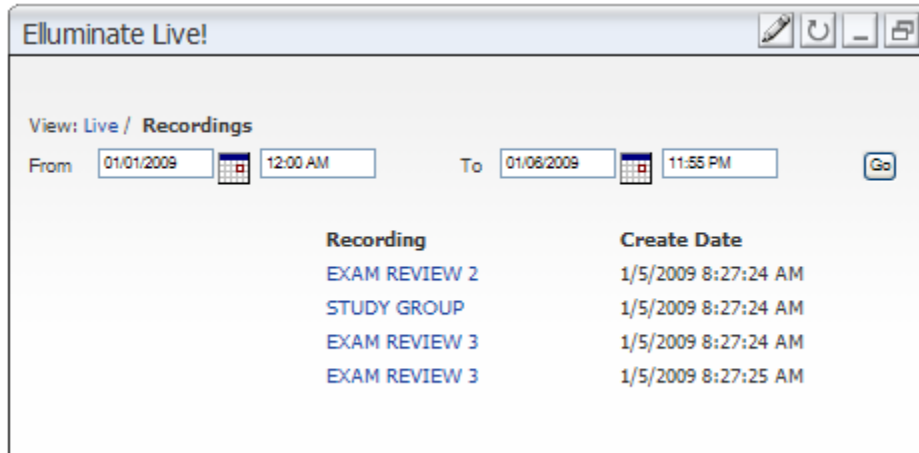 Elluminate Live!
View: Live / Recordings
From 01/01/2009 12:00 AM To 01/06/2009 11:55 PM Go
Recording Create Date
EXAM REVIEW 2 1/5/2009 8:27:24 AM
STUDY GROUP 1/5/2009 8:27:24 AM
EXAM REVIEW 3 1/5/2009 8:27:24 AM
EXAM REVIEW 3 1/5/2009 8:27:25 AM